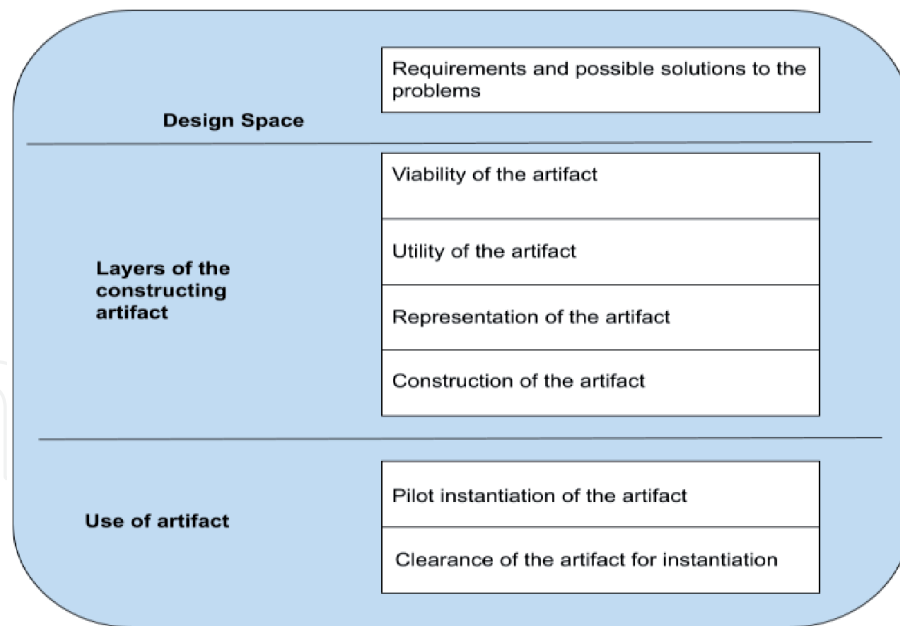 Requirements and possible solutions to the
problems
Design Space
Viability of the artifact
Utility of the artifact
Layers of the
constructing
artifact
Representation of the artifact
Construction of the artifact
Pilot instantiation of the artifact
Use of artifact
Clearance of the artifact for instantiation